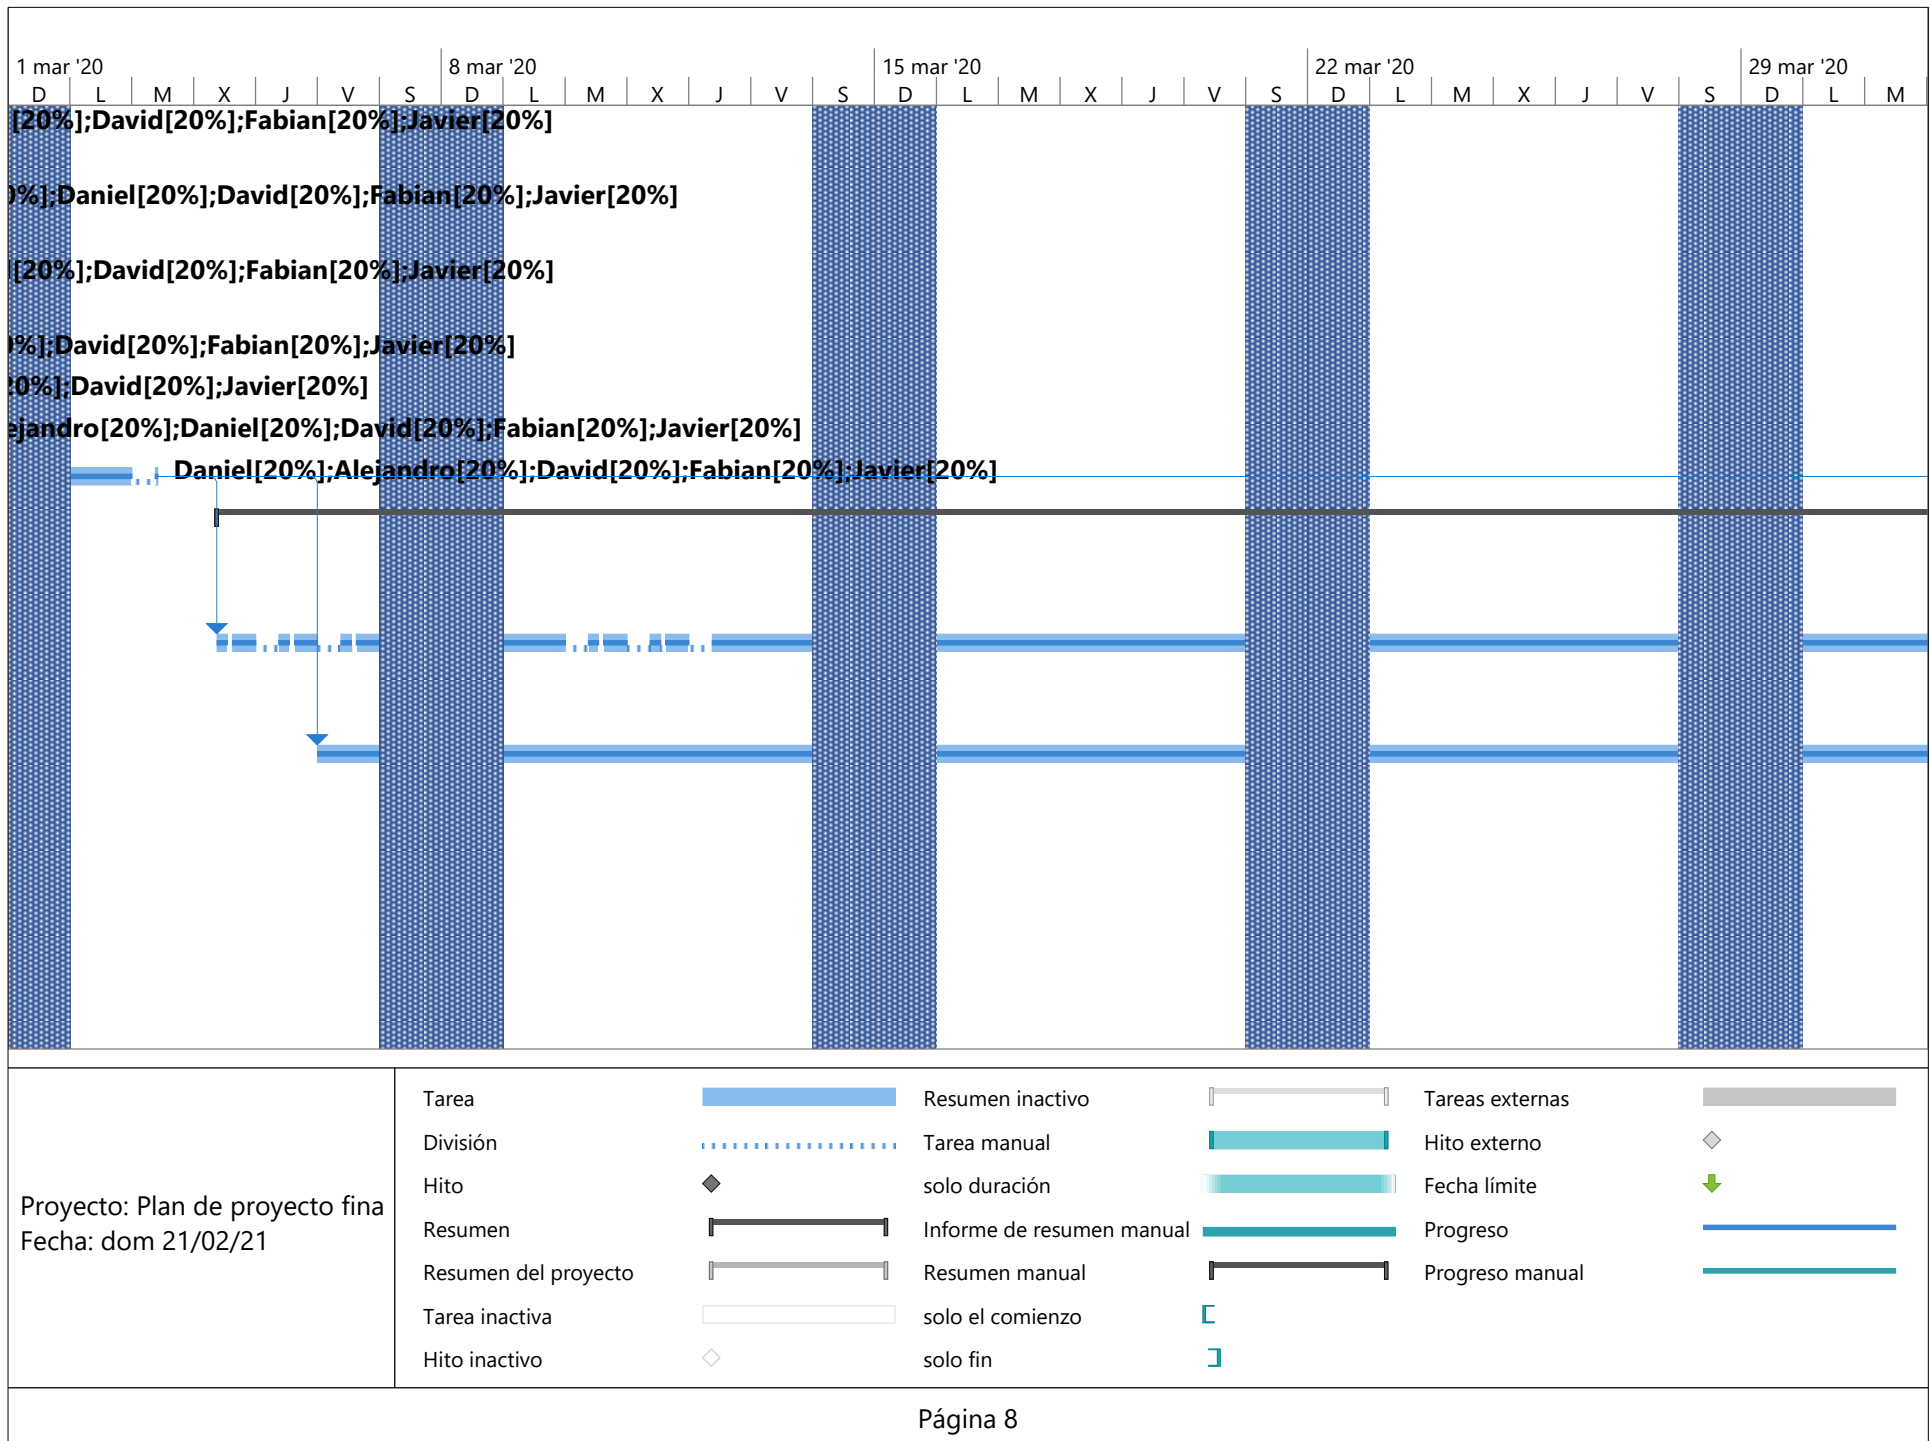 1 mar '20 8 mar '20 15 mar '20 22 mar '20 29 mar '20
D L M X J V S D L M X J V S D L M X J V S D L M X J V S D L M
[20%];David[20%];Fabian[20%];Javier[20%]
%];Daniel[20%];David[20%];Fabian[20%];Javier[20%]
[20%];David[20%];Fabian[20%];Javier[20%]
%];David[20%];Fabian[20%];Javier[20%]
20%];David[20%];Javier[20%]
ejandro[20%];Daniel[20%];David[20%];Fabian[20%];Javier[20%]
Daniel[20%];Alejandro[20%];David[20%];Fabian[20%];Javier[20%]
Proyecto: Plan de proyecto fina
Fecha: dom 21/02/21
Tarea
División
Hito
Resumen
Resumen del proyecto
Tarea inactiva
Hito inactivo
Resumen inactivo
Tarea manual
solo duración
Informe de resumen manual
Resumen manual
solo el comienzo
solo fin
Tareas externas
Hito externo
Fecha límite
Progreso
Progreso manual
Página 8